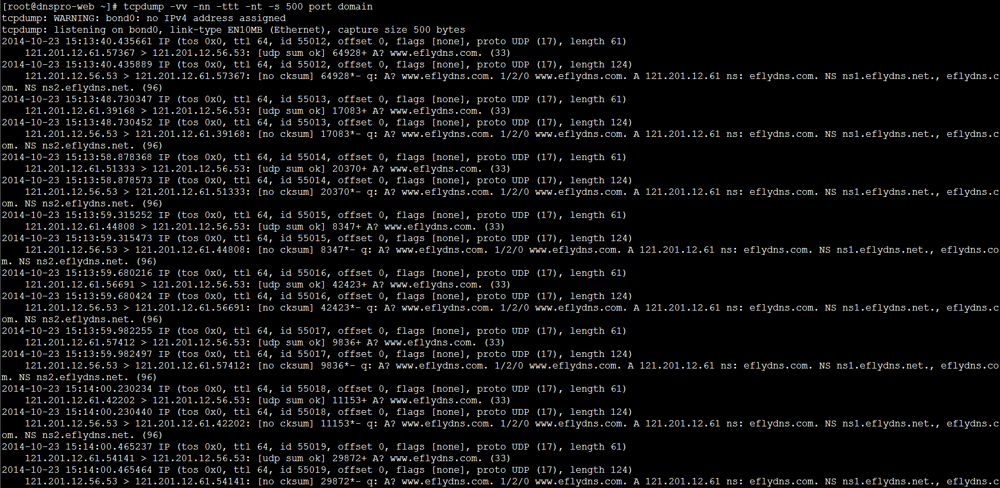 [root@dnspro-web ~]# tcpdump -vv -nn -ttt -nt -s 500 port domain
tcpdump: WARNING: bond0: no IPv4 address assigned
tcpdump: listening on bond0, link-type EN10MB (Ethernet), capture size 500 bytes
2014-10-23 15:13:40.435661 IP (tos 0x0, ttl 64, id 55012, offset 0, flags [none], proto UDP (17), length 61)
    121.201.12.61.57367 > 121.201.12.56.53: [udp sum ok] 64928+ A? www.eflydns.com. (33)
2014-10-23 15:13:40.435889 IP (tos 0x0, ttl 64, id 55012, offset 0, flags [none], proto UDP (17), length 124)
    121.201.12.56.53 > 121.201.12.61.57367: [no cksum] 64928*- q: A? www.eflydns.com. 1/2/0 www.eflydns.com. A 121.201.12.61 ns: eflydns.com. NS ns1.eflydns.net., eflydns.c
om. NS ns2.eflydns.net. (96)
2014-10-23 15:13:48.730347 IP (tos 0x0, ttl 64, id 55013, offset 0, flags [none], proto UDP (17), length 61)
    121.201.12.61.39168 > 121.201.12.56.53: [udp sum ok] 17083+ A? www.eflydns.com. (33)
2014-10-23 15:13:48.730452 IP (tos 0x0, ttl 64, id 55013, offset 0, flags [none], proto UDP (17), length 124)
    121.201.12.56.53 > 121.201.12.61.39168: [no cksum] 17083*- q: A? www.eflydns.com. 1/2/0 www.eflydns.com. A 121.201.12.61 ns: eflydns.com. NS ns1.eflydns.net., eflydns.c
om. NS ns2.eflydns.net. (96)
2014-10-23 15:13:58.878368 IP (tos 0x0, ttl 64, id 55014, offset 0, flags [none], proto UDP (17), length 61)
    121.201.12.61.51333 > 121.201.12.56.53: [udp sum ok] 20370+ A? www.eflydns.com. (33)
2014-10-23 15:13:58.878573 IP (tos 0x0, ttl 64, id 55014, offset 0, flags [none], proto UDP (17), length 124)
    121.201.12.56.53 > 121.201.12.61.51333: [no cksum] 20370*- q: A? www.eflydns.com. 1/2/0 www.eflydns.com. A 121.201.12.61 ns: eflydns.com. NS ns1.eflydns.net., eflydns.c
om. NS ns2.eflydns.net. (96)
2014-10-23 15:13:59.315252 IP (tos 0x0, ttl 64, id 55015, offset 0, flags [none], proto UDP (17), length 61)
    121.201.12.61.44808 > 121.201.12.56.53: [udp sum ok] 8347+ A? www.eflydns.com. (33)
2014-10-23 15:13:59.315473 IP (tos 0x0, ttl 64, id 55015, offset 0, flags [none], proto UDP (17), length 124)
    121.201.12.56.53 > 121.201.12.61.44808: [no cksum] 8347*- q: A? www.eflydns.com. 1/2/0 www.eflydns.com. A 121.201.12.61 ns: eflydns.com. NS ns1.eflydns.net., eflydns.co
m. NS ns2.eflydns.net. (96)
2014-10-23 15:13:59.680216 IP (tos 0x0, ttl 64, id 55016, offset 0, flags [none], proto UDP (17), length 61)
    121.201.12.61.56691 > 121.201.12.56.53: [udp sum ok] 42423+ A? www.eflydns.com. (33)
2014-10-23 15:13:59.680424 IP (tos 0x0, ttl 64, id 55016, offset 0, flags [none], proto UDP (17), length 124)
    121.201.12.56.53 > 121.201.12.61.56691: [no cksum] 42423*- q: A? www.eflydns.com. 1/2/0 www.eflydns.com. A 121.201.12.61 ns: eflydns.com. NS ns1.eflydns.net., eflydns.c
om. NS ns2.eflydns.net. (96)
2014-10-23 15:13:59.982255 IP (tos 0x0, ttl 64, id 55017, offset 0, flags [none], proto UDP (17), length 61)
    121.201.12.61.57412 > 121.201.12.56.53: [udp sum ok] 9836+ A? www.eflydns.com. (33)
2014-10-23 15:13:59.982497 IP (tos 0x0, ttl 64, id 55017, offset 0, flags [none], proto UDP (17), length 124)
    121.201.12.56.53 > 121.201.12.61.57412: [no cksum] 9836*- q: A? www.eflydns.com. 1/2/0 www.eflydns.com. A 121.201.12.61 ns: eflydns.com. NS ns1.eflydns.net., eflydns.co
m. NS ns2.eflydns.net. (96)
2014-10-23 15:14:00.230234 IP (tos 0x0, ttl 64, id 55018, offset 0, flags [none], proto UDP (17), length 61)
    121.201.12.61.42202 > 121.201.12.56.53: [udp sum ok] 11153+ A? www.eflydns.com. (33)
2014-10-23 15:14:00.230440 IP (tos 0x0, ttl 64, id 55018, offset 0, flags [none], proto UDP (17), length 124)
    121.201.12.56.53 > 121.201.12.61.42202: [no cksum] 11153*- q: A? www.eflydns.com. 1/2/0 www.eflydns.com. A 121.201.12.61 ns: eflydns.com. NS ns1.eflydns.net., eflydns.c
om. NS ns2.eflydns.net. (96)
2014-10-23 15:14:00.465237 IP (tos 0x0, ttl 64, id 55019, offset 0, flags [none], proto UDP (17), length 61)
    121.201.12.61.54141 > 121.201.12.56.53: [udp sum ok] 29872+ A? www.eflydns.com. (33)
2014-10-23 15:14:00.465464 IP (tos 0x0, ttl 64, id 55019, offset 0, flags [none], proto UDP (17), length 124)
    121.201.12.56.53 > 121.201.12.61.54141: [no cksum] 29872*- q: A? www.eflydns.com. 1/2/0 www.eflydns.com. A 121.201.12.61 ns: eflydns.com. NS ns1.eflydns.net., eflydns.c